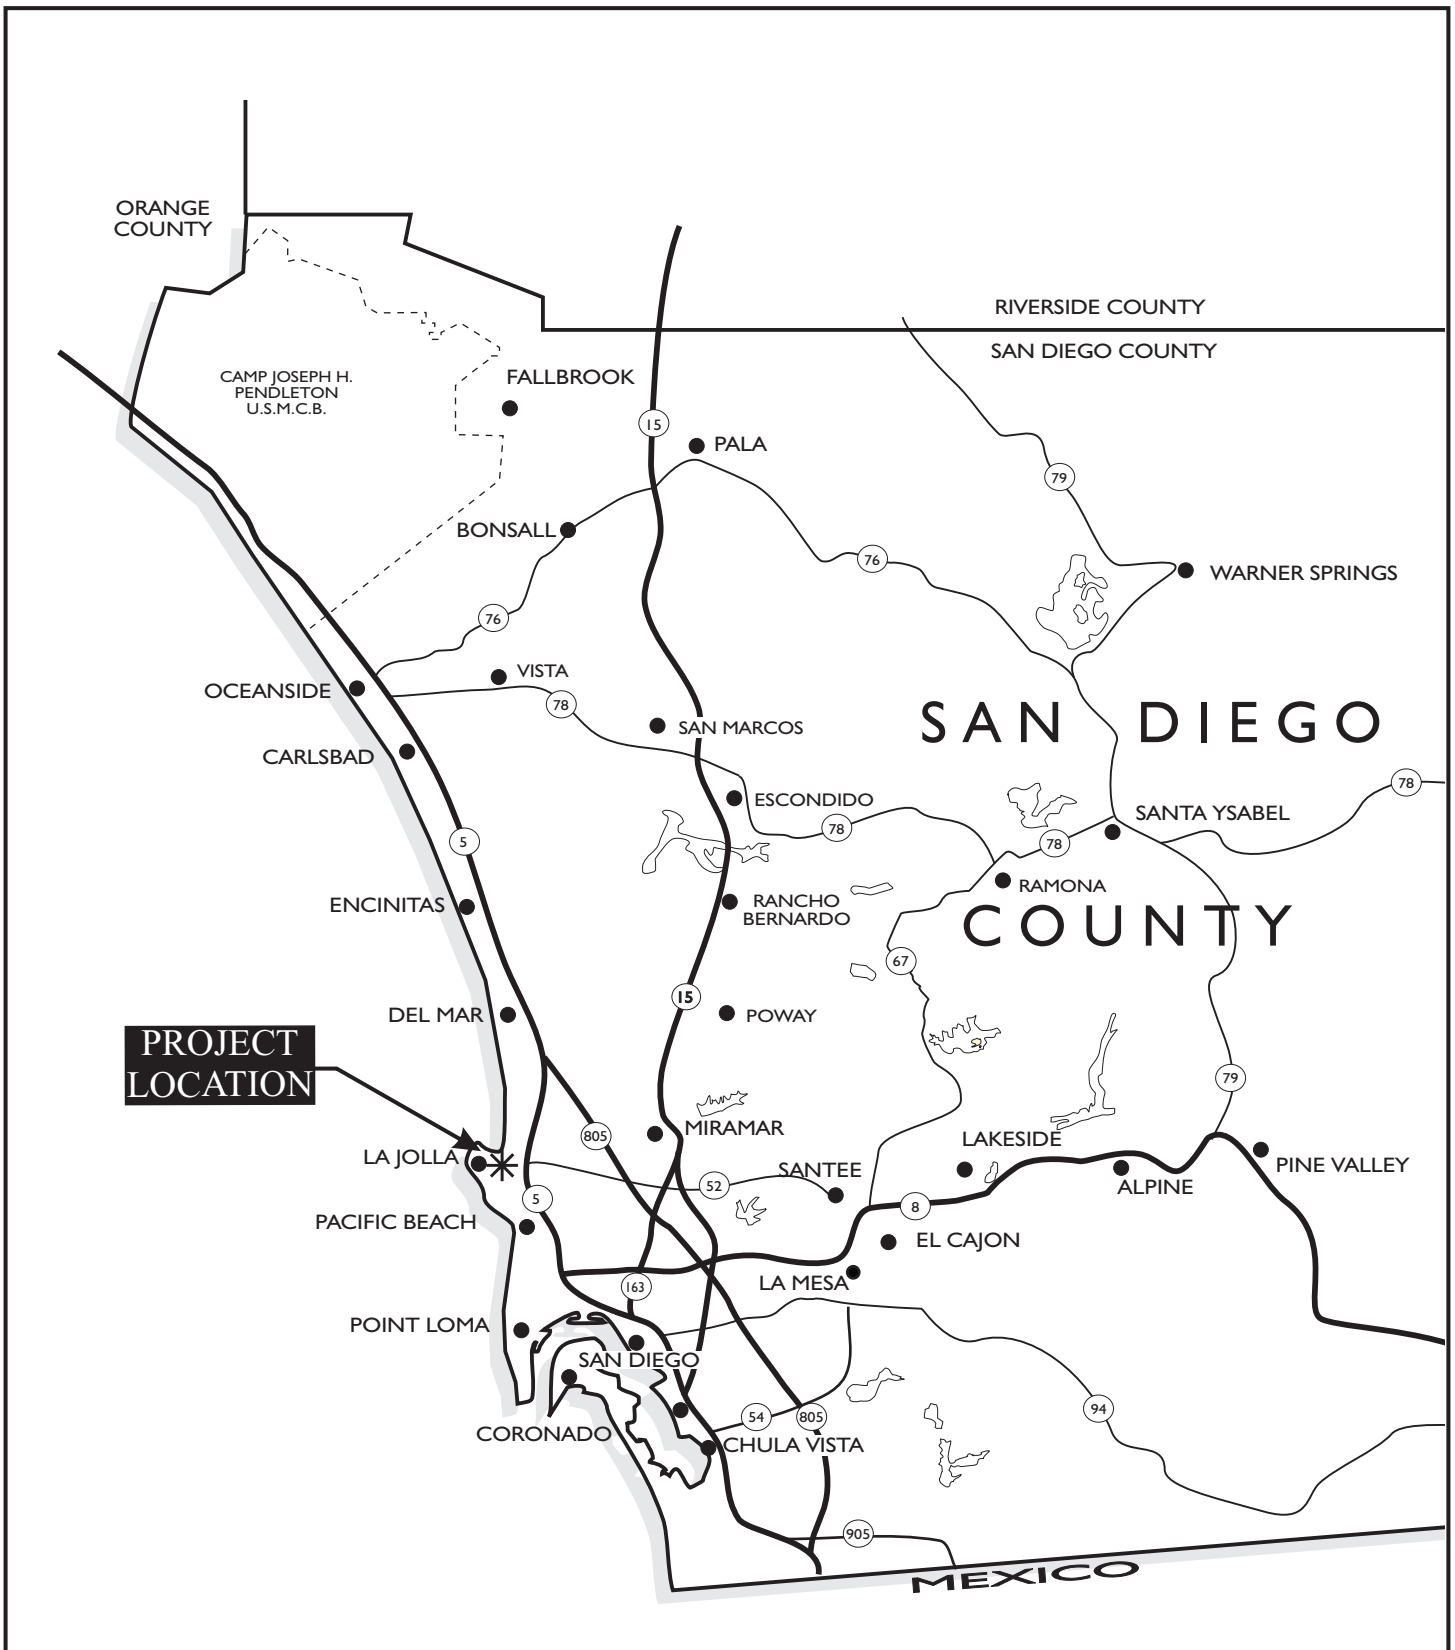 ORANGE
COUNTY
RIVERSIDE COUNTY
SAN DIEGO COUNTY
CAMP JOSEPH H.
PENDLETON
U.S.M.C.B.
FALLBROOK
15
PALA
79
BONSALL
76
WARNER SPRINGS
76
VISTA
OCEANSIDE
78
SAN MARCOS
SAN DIEGO
CARLSBAD
78
ESCONDIDO
SANTA YSABEL
78
5
78
RAMONA
ENCINITAS
RANCHO
BERNARDO
COUNTY
67
15
DEL MAR
POWAY
PROJECT
LOCATION
79
MIRAMAR
805
LAKESIDE
LA JOLLA
SANTEE
PINE VALLEY
52
ALPINE
5
8
PACIFIC BEACH
EL CAJON
LA MESA
163
POINT LOMA
SAN DIEGO
94
54
805
CORONADO
CHULA VISTA
905
MEXICO